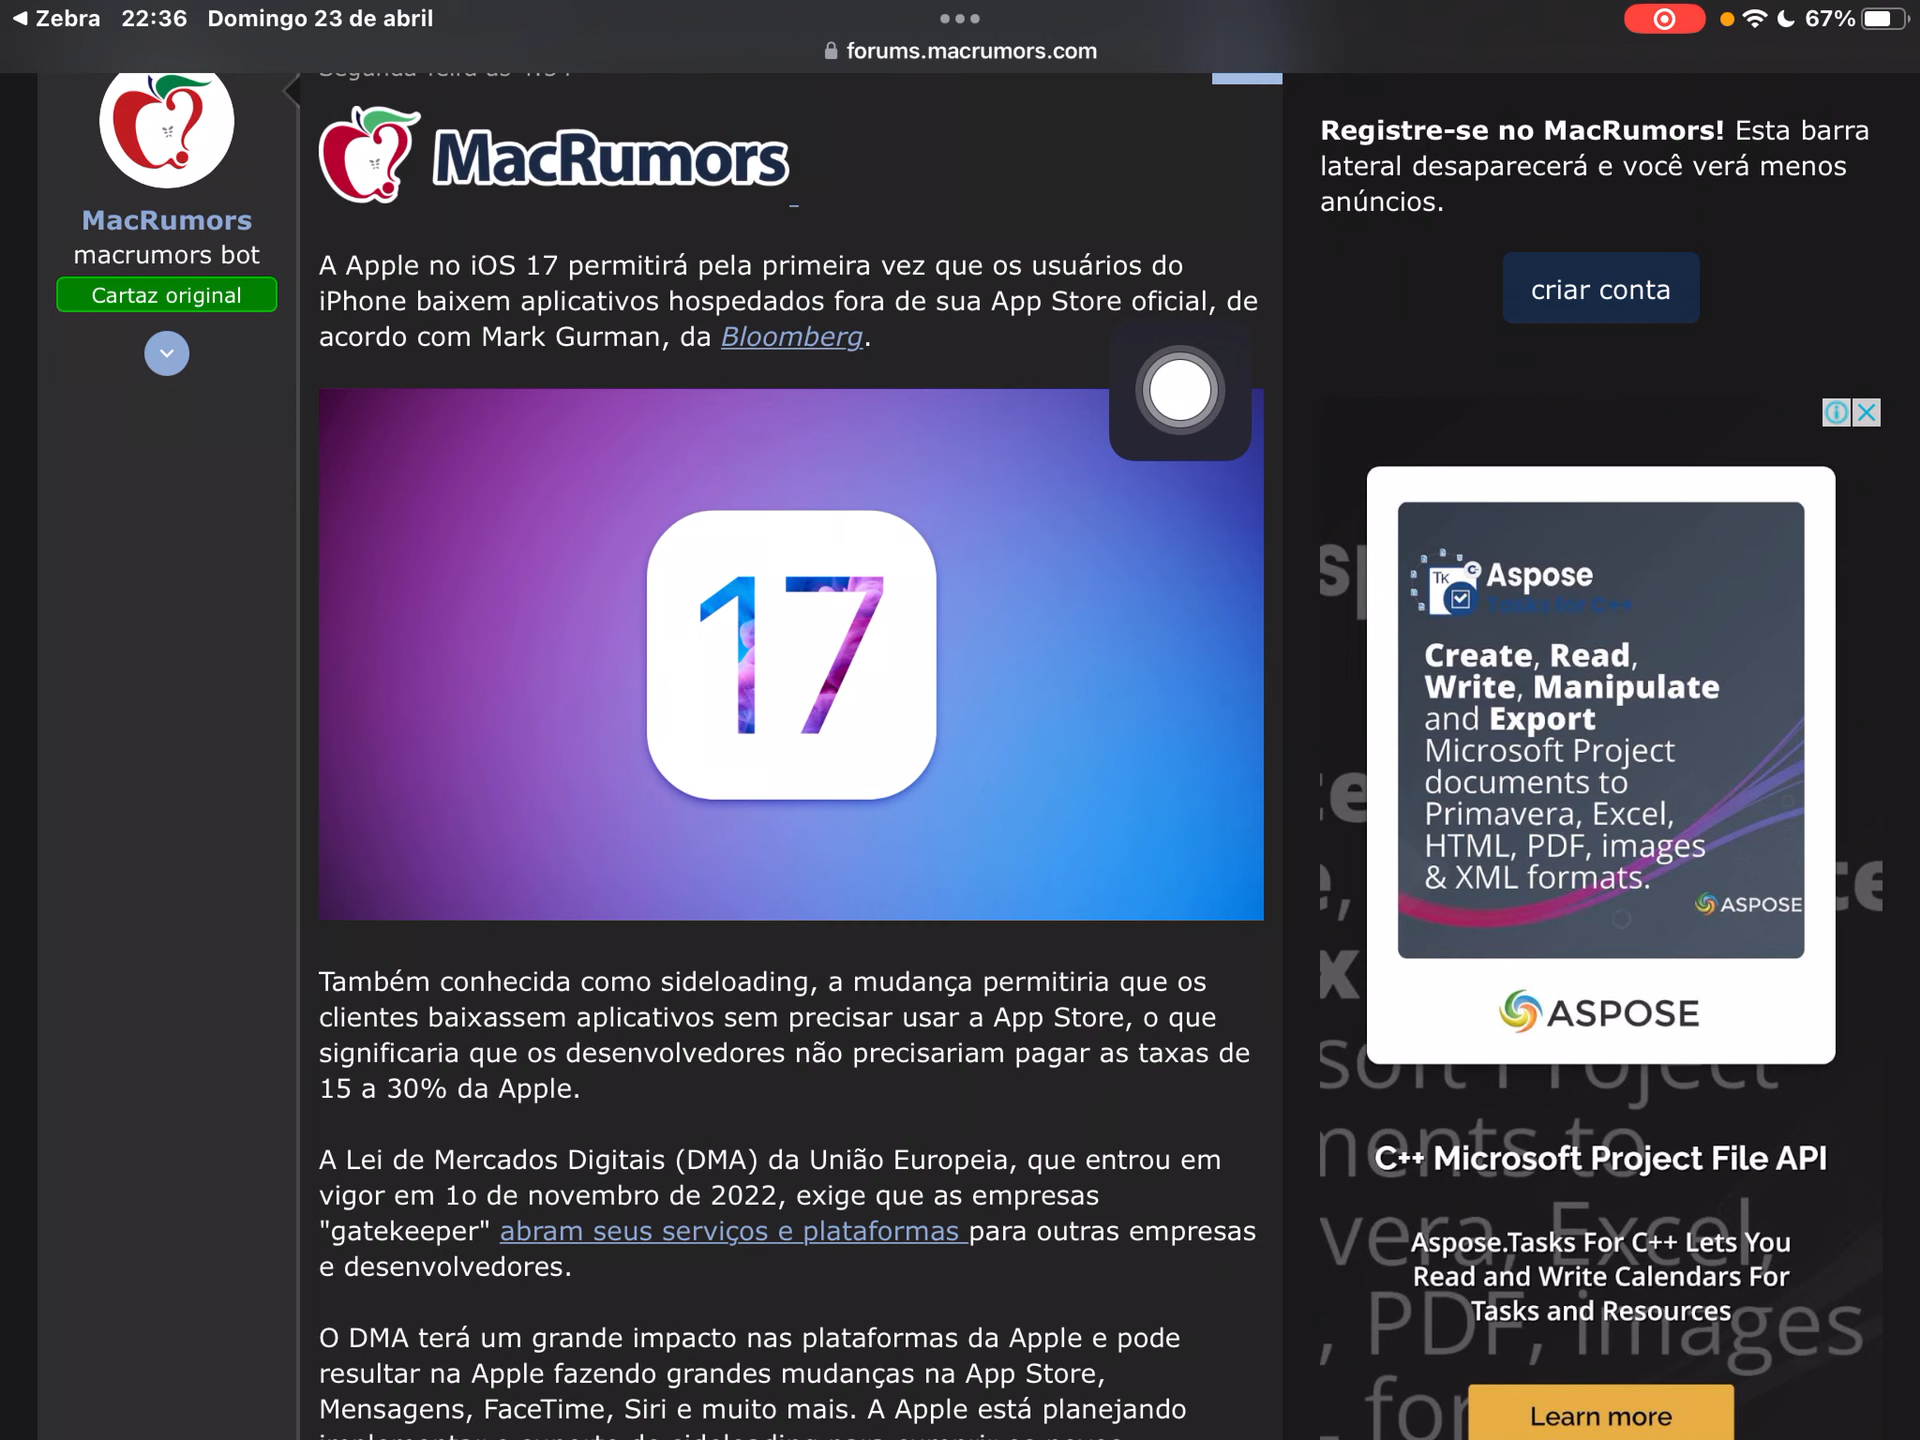 Zebra 22:36 Domingo 23 de abril
67%
forums.macrumors.com
MacRumors
MacRumors
macrumors bot
Cartaz original
A Apple no iOS 17 permitirá pela primeira vez que os usuários do
iPhone baixem aplicativos hospedados fora de sua App Store oficial, de
acordo com Mark Gurman, da Bloomberg.
17
Também conhecida como sideloading, a mudança permitiria que os
clientes baixassem aplicativos sem precisar usar a App Store, o que
significaria que os desenvolvedores não precisariam pagar as taxas de
15 a 30% da Apple.
A Lei de Mercados Digitais (DMA) da União Europeia, que entrou em
vigor em 1o de novembro de 2022, exige que as empresas
"gatekeeper" abram seus serviços e plataformas para outras empresas
e desenvolvedores.
O DMA terá um grande impacto nas plataformas da Apple e pode
resultar na Apple fazendo grandes mudanças na App Store,
Mensagens, FaceTime, Siri e muito mais. A Apple está planejando
Registre-se no MacRumors! Esta barra
lateral desaparecerá e você verá menos
anúncios.
criar conta
TK
Aspose
Tasks for C++
Create, Read,
Write, Manipulate
and Export
Microsoft Project
documents to
Primavera, Excel,
HTML, PDF, images
& XML formats.
ASPOSE
ASPOSE
C++ Microsoft Project File API
Aspose.Tasks For C++ Lets You
Read and Write Calendars For
Tasks and Resources
Learn more